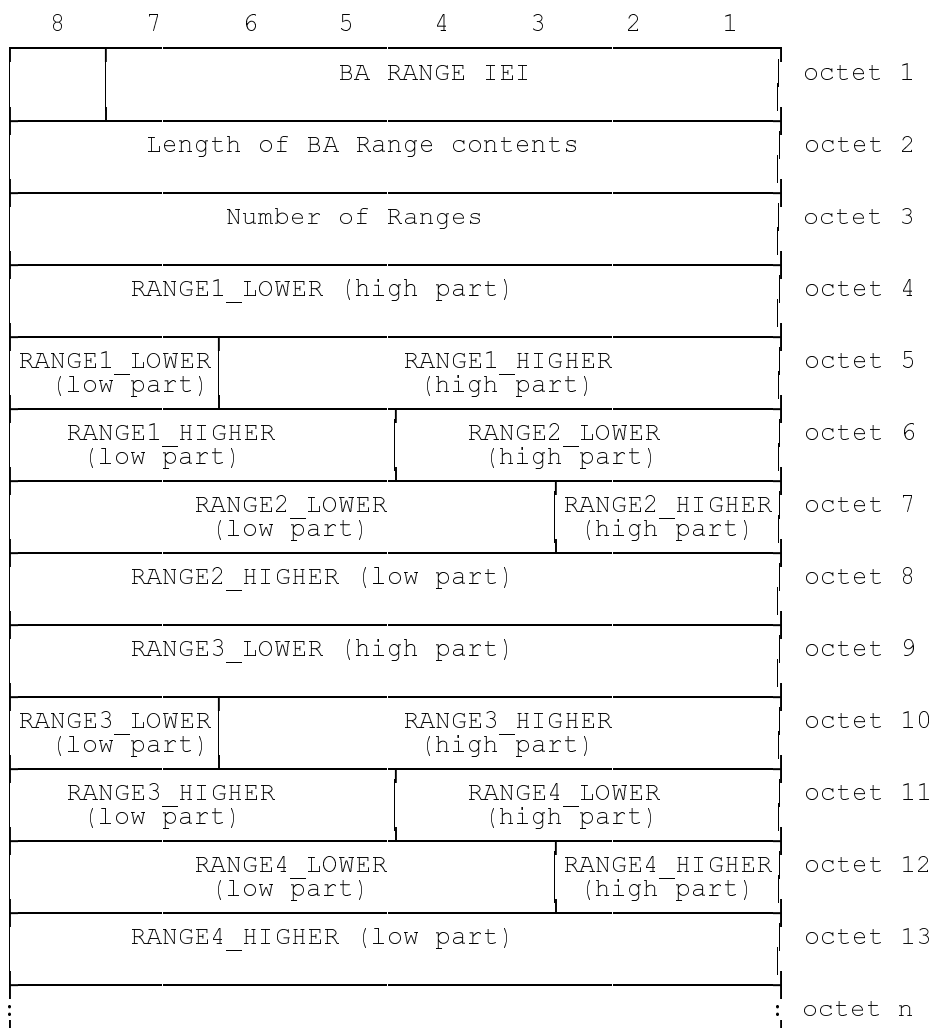 8 7 6 5 4 3 2 1
BA RANGE IEI octet 1
Length of BA Range contents octet 2
Number of Ranges octet 3
RANGE1_LOWER (high part) octet 4
RANGE1_LOWER RANGE1_HIGHER octet 5
(low part) (high part)
RANGE1_HIGHER RANGE2_LOWER octet 6
(low part) (high part)
RANGE2_LOWER RANGE2_HIGHER octet 7
(low part) (high part)
RANGE2_HIGHER (low part) octet 8
RANGE3_LOWER (high part) octet 9
RANGE3_LOWER RANGE3_HIGHER octet 10
(low part) (high part)
RANGE3_HIGHER RANGE4_LOWER octet 11
(low part) (high part)
RANGE4_LOWER RANGE4_HIGHER octet 12
(low part) (high part)
RANGE4_HIGHER (low part) octet 13
: : octet n